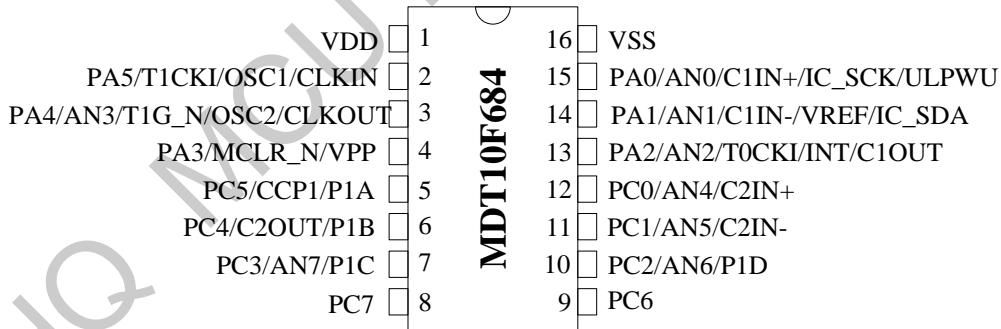 VDD 1 16 VSS
PA5/T1CKI/OSC1/CLKIN 2 15 PA0/AN0/C1IN+/IC_SCK/ULPWU
PA4/AN3/T1G_N/OSC2/CLKOUT 3 14 PA1/AN1/C1IN-/VREF/IC_SDA
PA3/MCLR_N/VPP 4 13 PA2/AN2/T0CKI/INT/C1OUT
PC5/CCP1/P1A 5 12 PC0/AN4/C2IN+
PC4/C2OUT/P1B 6 11 PC1/AN5/C2IN-
PC3/AN7/P1C 7 10 PC2/AN6/P1D
PC7 8 9 PC6
MDT10F684
IQ MCU